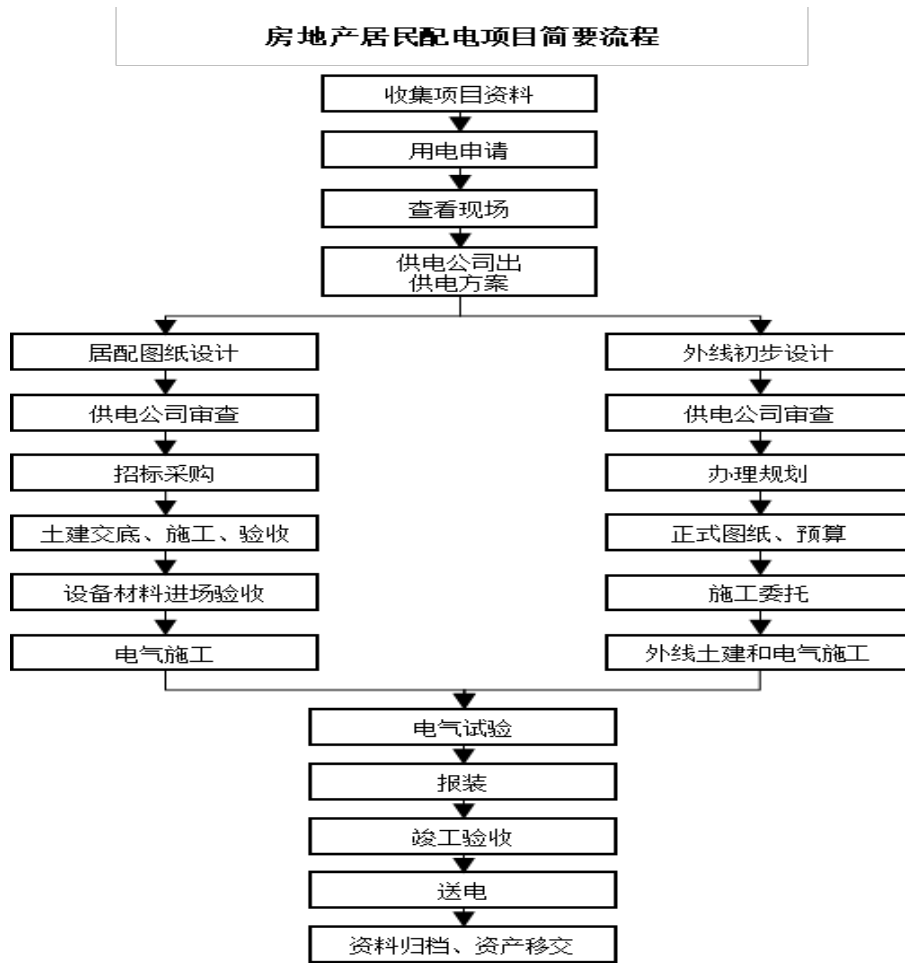 房地产居民配电项目简要流程
收集项目资料
用电申请
查看现场
供电公司出
供电方案
居配图纸设计
供电公司审查
招标采购
土建交底、施工、验收
设备材料进场验收
电气施工
外线初步设计
供电公司审查
办理规划
正式图纸、预算
施工委托
外线土建和电气施工
电气试验
报装
竣工验收
送电
资料归档、资产移交